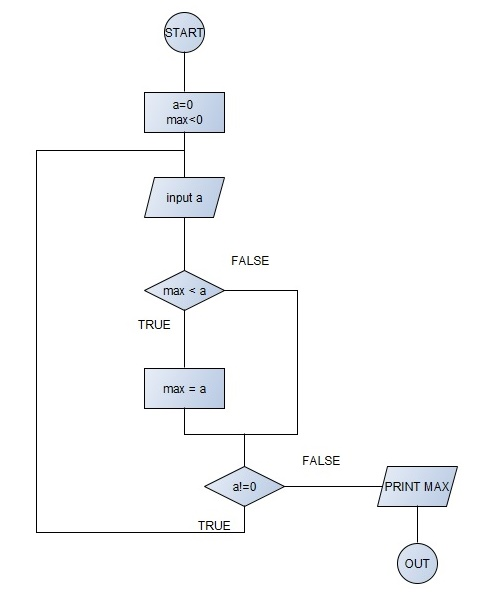 START
a=0
max<0
input a
FALSE
max < a
TRUE
max = a
FALSE
a!=0
PRINT MAX
TRUE
OUT